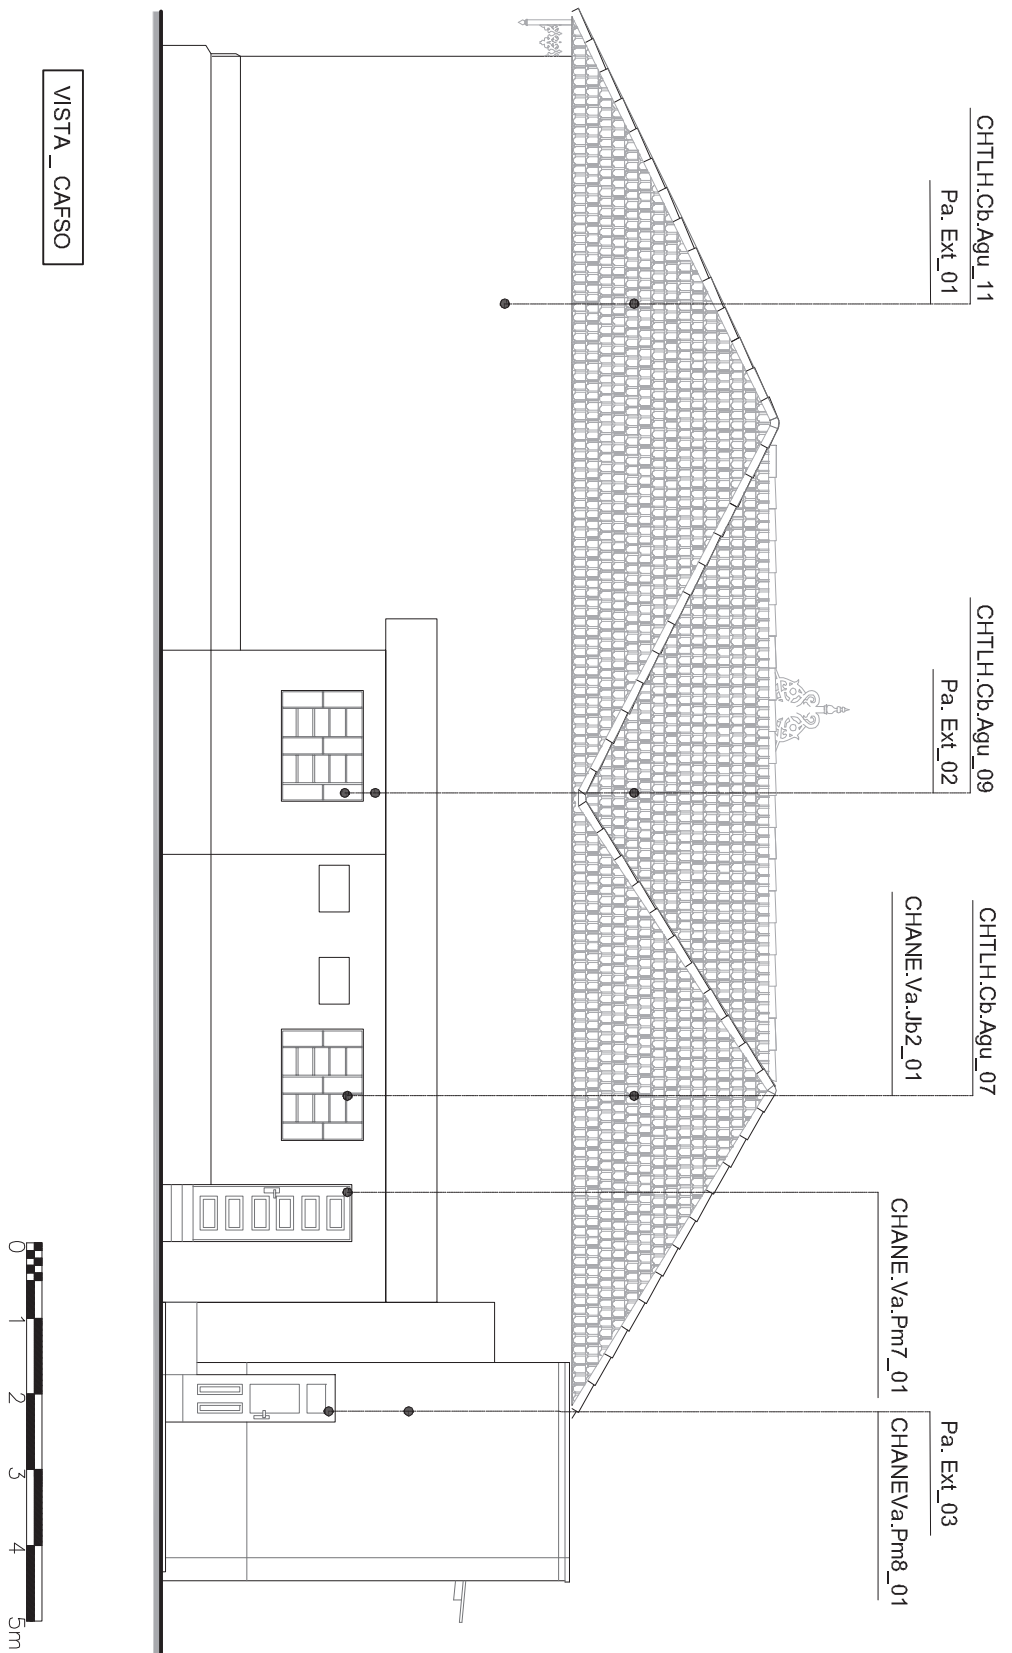 CHTLH.Cb.Agu_11
Pa. Ext_01
CHTLH.Cb.Agu_09
Pa. Ext_02
CHTLH.Cb.Agu_07
CHANE.Va.Jb2_01
CHANE.Va.Pm7_01
Pa. Ext_03
CHANEVa.Pm8_01
VISTA_ CAFSO
0 1 2 3 4 5m